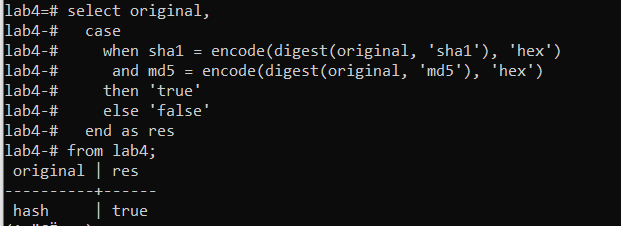 lab4=# select original,
lab4-#   case
lab4-#     when sha1 = encode(digest(original, 'sha1'), 'hex')
lab4-#      and md5 = encode(digest(original, 'md5'), 'hex')
lab4-#     then 'true'
lab4-#     else 'false'
lab4-#   end as res
lab4-# from lab4;
 original | res
----------+------
 hash     | true